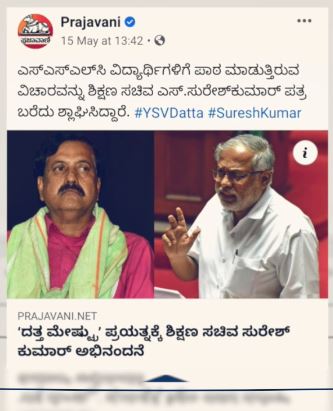 Prajavani
15 May at 13:42 ·
ಎಸ್‌ಎಸ್‌ಎಲ್‌ಸಿ ವಿದ್ಯಾರ್ಥಿಗಳಿಗೆ ಪಾಠ ಮಾಡುತ್ತಿರುವ
ವಿಚಾರವನ್ನು ಶಿಕ್ಷಣ ಸಚಿವ ಎಸ್.ಸುರೇಶ್‌ಕುಮಾರ್ ಪತ್ರ
ಬರೆದು ಶ್ಲಾಘಿಸಿದ್ದಾರೆ. #YSVDatta #SureshKumar
PRAJAVANI.NET
‘ದತ್ತ ಮೇಷ್ಟ್ರು’ ಪ್ರಯತ್ನಕ್ಕೆ ಶಿಕ್ಷಣ ಸಚಿವ ಸುರೇಶ್
ಕುಮಾರ್ ಅಭಿನಂದನೆ